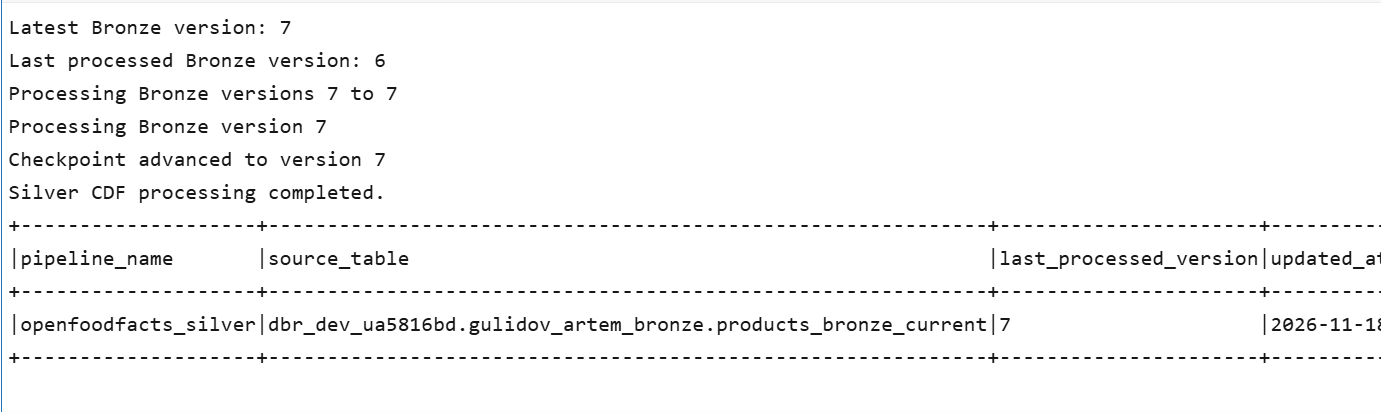 Latest Bronze version: 7
Last processed Bronze version: 6
Processing Bronze versions 7 to 7
Processing Bronze version 7
Checkpoint advanced to version 7
Silver CDF processing completed.
+--------------------+-------------------------------------------------------------+----------------------+----------
|pipeline_name       |source_table                                                 |last_processed_version|updated_at
+--------------------+-------------------------------------------------------------+----------------------+----------
|openfoodfacts_silver|dbr_dev_ua5816bd.gulidov_artem_bronze.products_bronze_current|7                     |2026-11-18
+--------------------+-------------------------------------------------------------+----------------------+----------